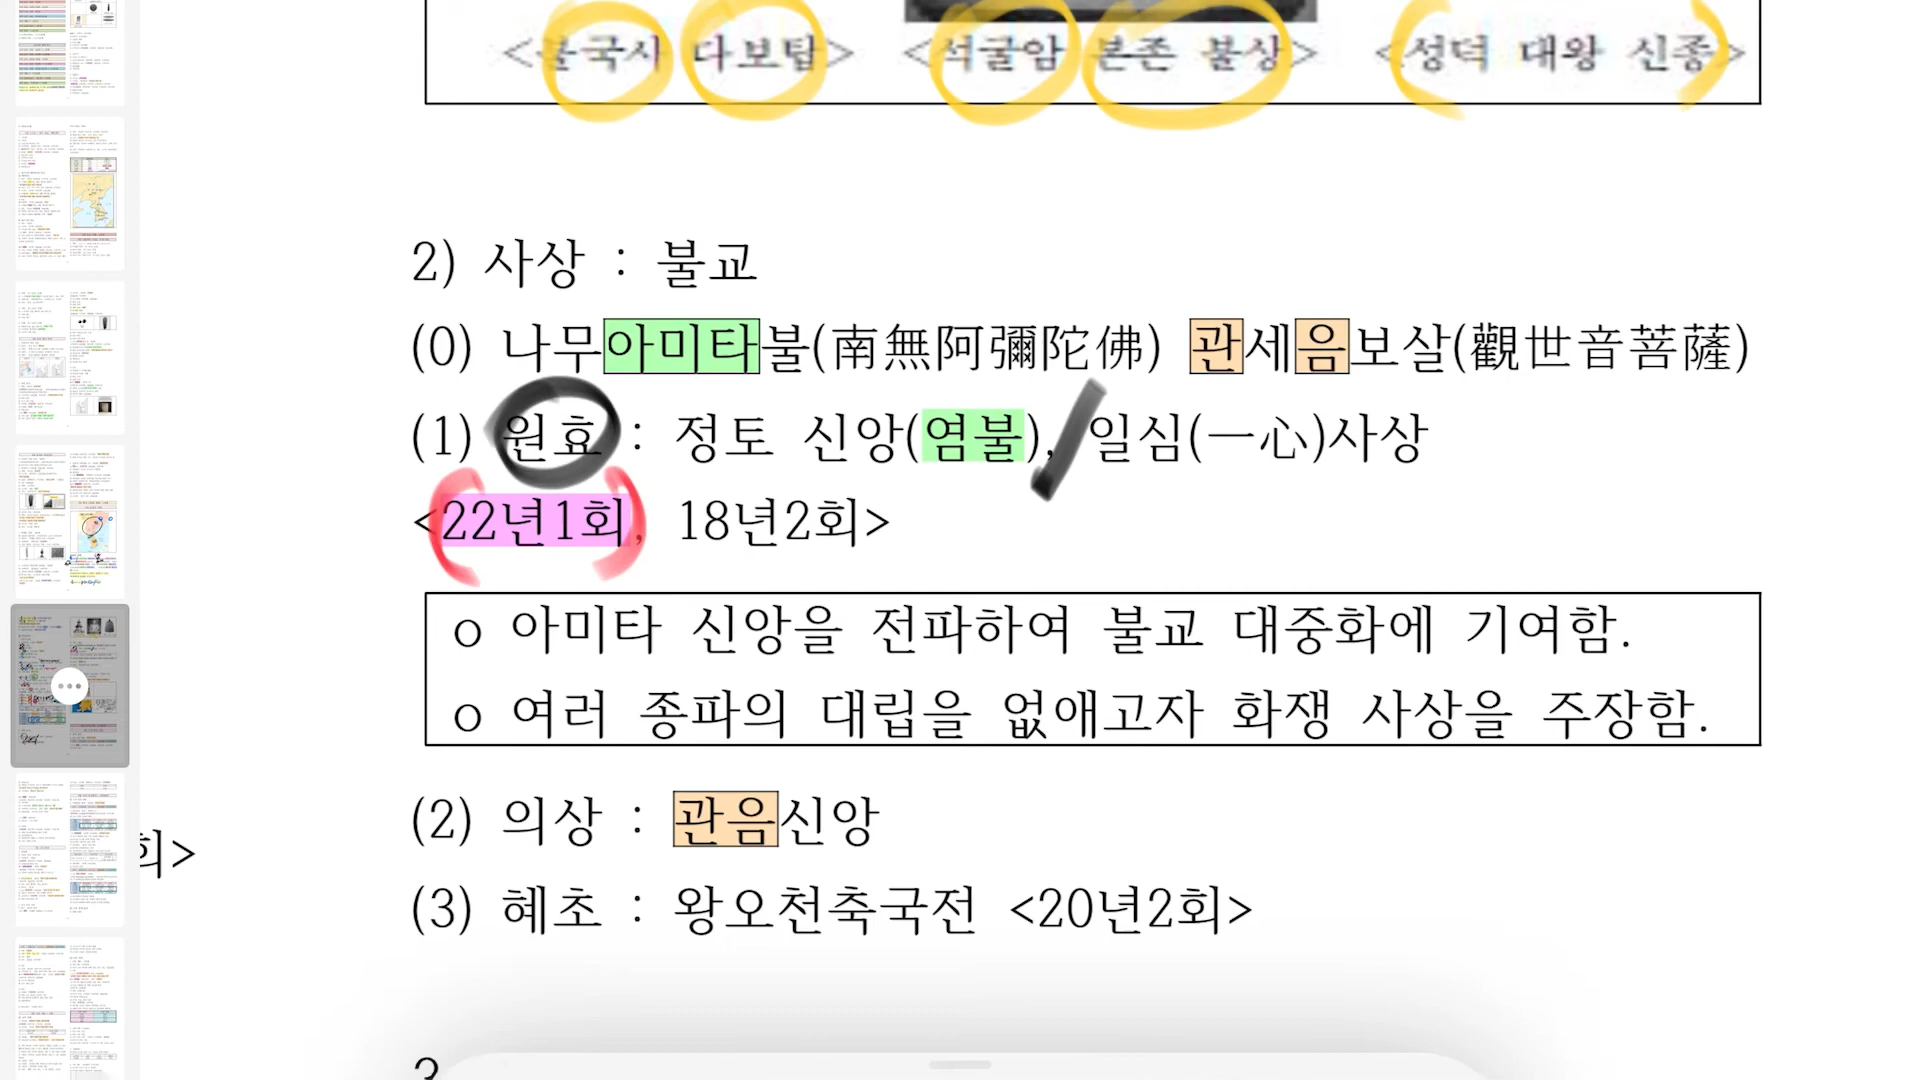 <불국사 다보탑> <석굴암 본존 불상> <성덕 대왕 신종>
2) 사상 : 불교
(0) 나무아미타불(南無阿彌陀佛) 관세음보살(觀世音菩薩)
(1) 원효 : 정토 신앙(염불), 일심(一心)사상
<22년1회, 18년2회>
o 아미타 신앙을 전파하여 불교 대중화에 기여함.
o 여러 종파의 대립을 없애고자 화쟁 사상을 주장함.
(2) 의상 : 관음신앙
회>
(3) 혜초 : 왕오천축국전 <20년2회>